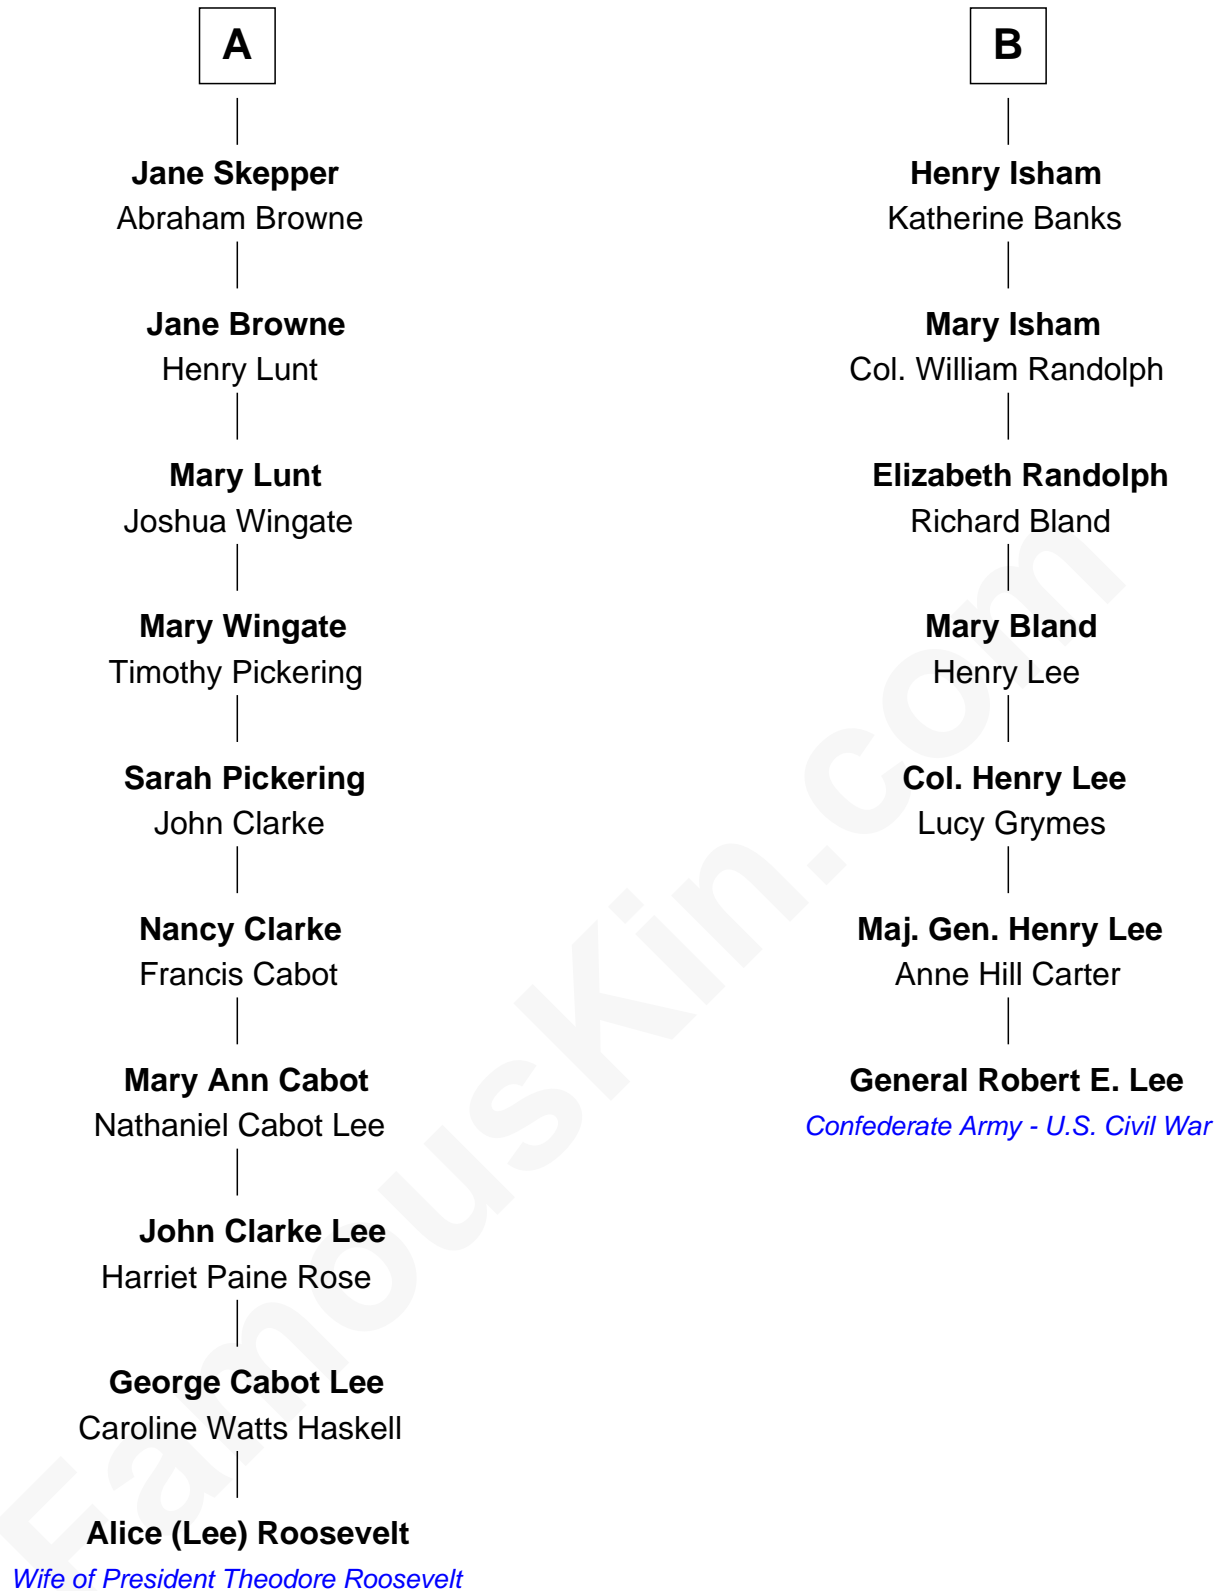 A
Jane Skepper
Abraham Browne
Jane Browne
Henry Lunt
Mary Lunt
Joshua Wingate
Mary Wingate
Timothy Pickering
Sarah Pickering
John Clarke
Nancy Clarke
Francis Cabot
Mary Ann Cabot
Nathaniel Cabot Lee
John Clarke Lee
Harriet Paine Rose
George Cabot Lee
Caroline Watts Haskell
Alice (Lee) Roosevelt
Wife of President Theodore Roosevelt
B
Henry Isham
Katherine Banks
Mary Isham
Col. William Randolph
Elizabeth Randolph
Richard Bland
Mary Bland
Henry Lee
Col. Henry Lee
Lucy Grymes
Maj. Gen. Henry Lee
Anne Hill Carter
General Robert E. Lee
Confederate Army - U.S. Civil War
FamousKin.com